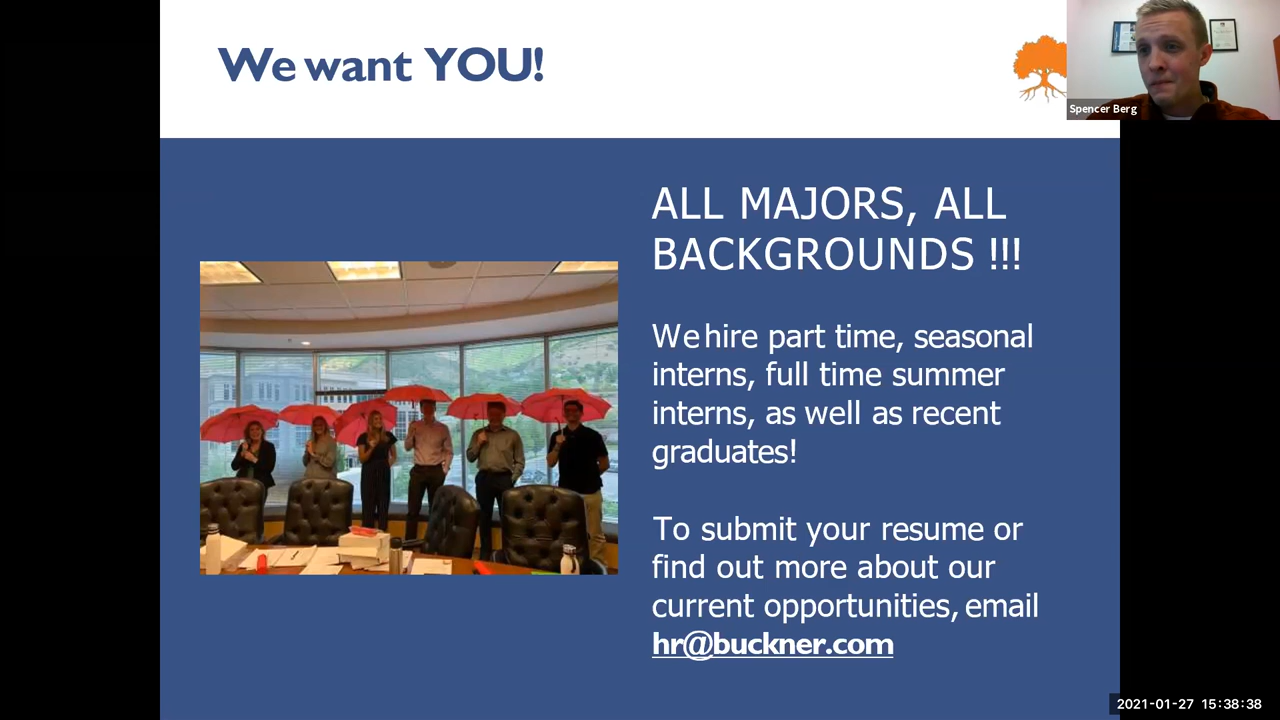 We want YOU!
Spencer Berg
ALL MAJORS, ALL
BACKGROUNDS !!!
We hire part time, seasonal
interns, full time summer
interns, as well as recent
graduates!
To submit your resume or
find out more about our
current opportunities, email
hr@buckner.com
2021-01-27 15:38:38